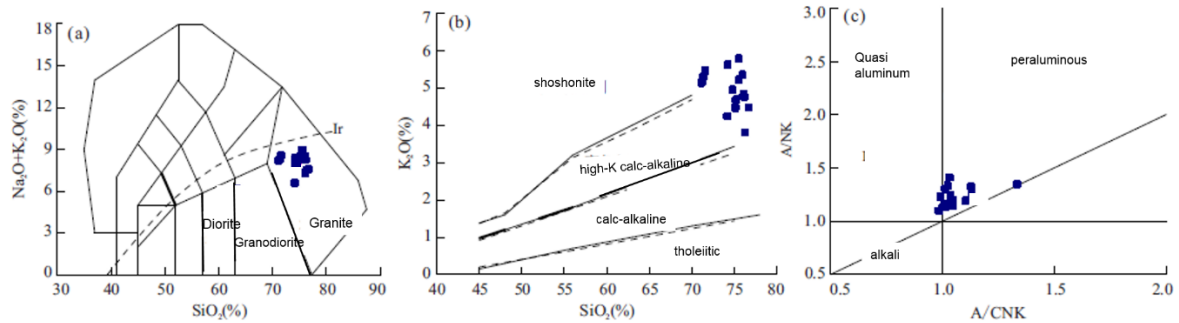 (a)
Na₂O+K₂O(%)
18
15
12
9
6
3
0
Ir
Diorite
Granodiorite
Granite
30 40 50 60 70 80 90
SiO₂(%)
(b)
K₂O(%)
7
6
5
4
3
2
1
0
shoshonite
high-K calc-alkaline
calc-alkaline
tholeiitic
40 45 50 55 60 65 70 75 80
SiO₂(%)
(c)
A/NK
3.0
2.5
2.0
1.5
1.0
0.5
Quasi
aluminum
peraluminous
alkali
0.5 1.0 1.5 2.0
A/CNK